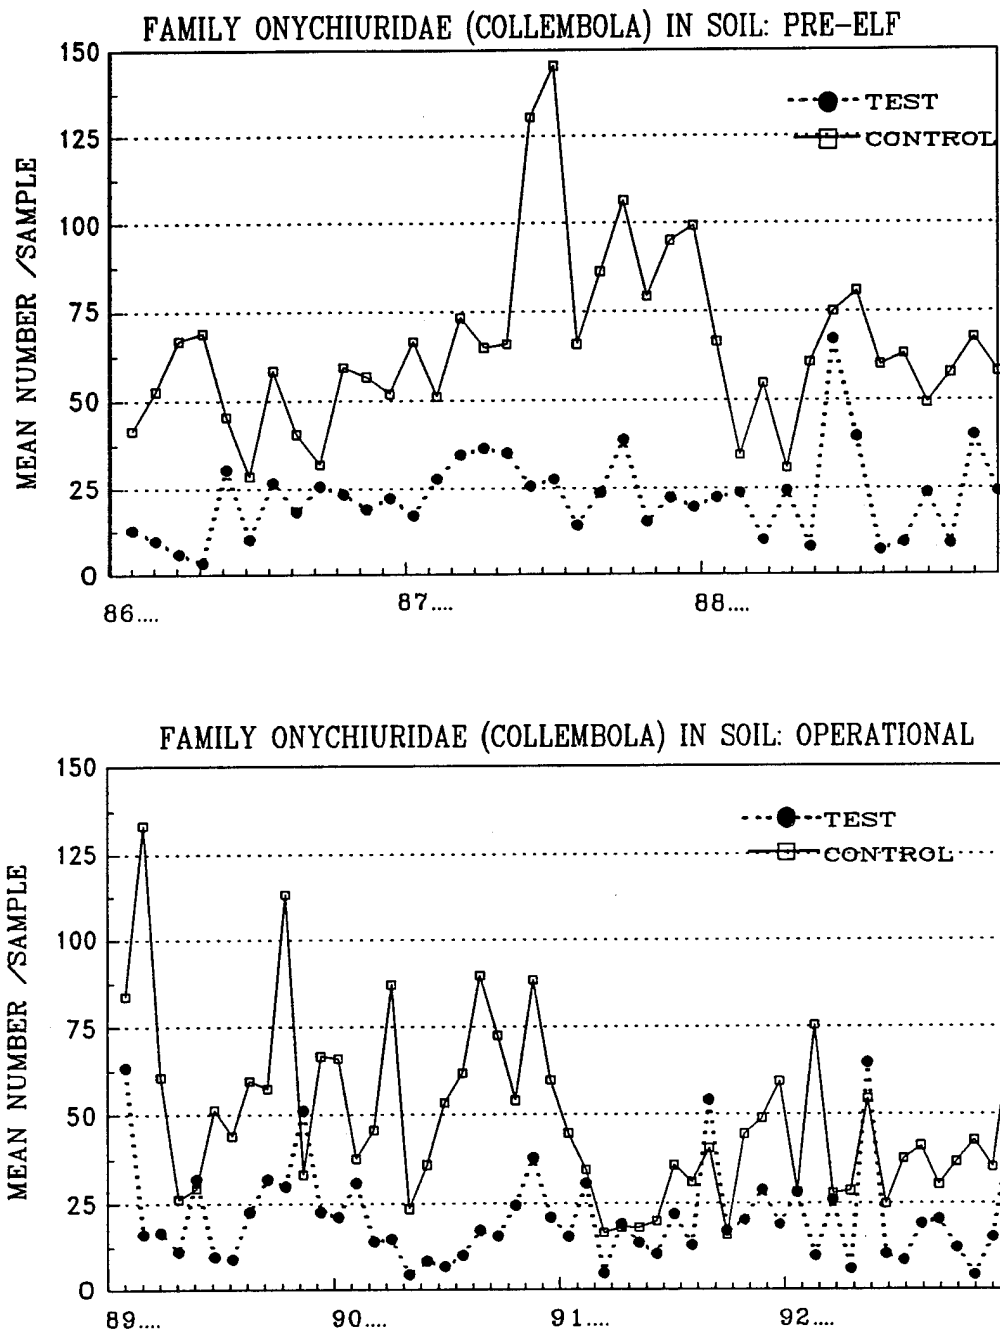 FAMILY ONYCHIURIDAE (COLLEMBOLA) IN SOIL: PRE-ELF
150
125
100
75
50
25
0
MEAN NUMBER /SAMPLE
TEST
CONTROL
86....
87....
88....
FAMILY ONYCHIURIDAE (COLLEMBOLA) IN SOIL: OPERATIONAL
150
125
100
75
50
25
0
MEAN NUMBER /SAMPLE
TEST
CONTROL
89....
90....
91....
92....